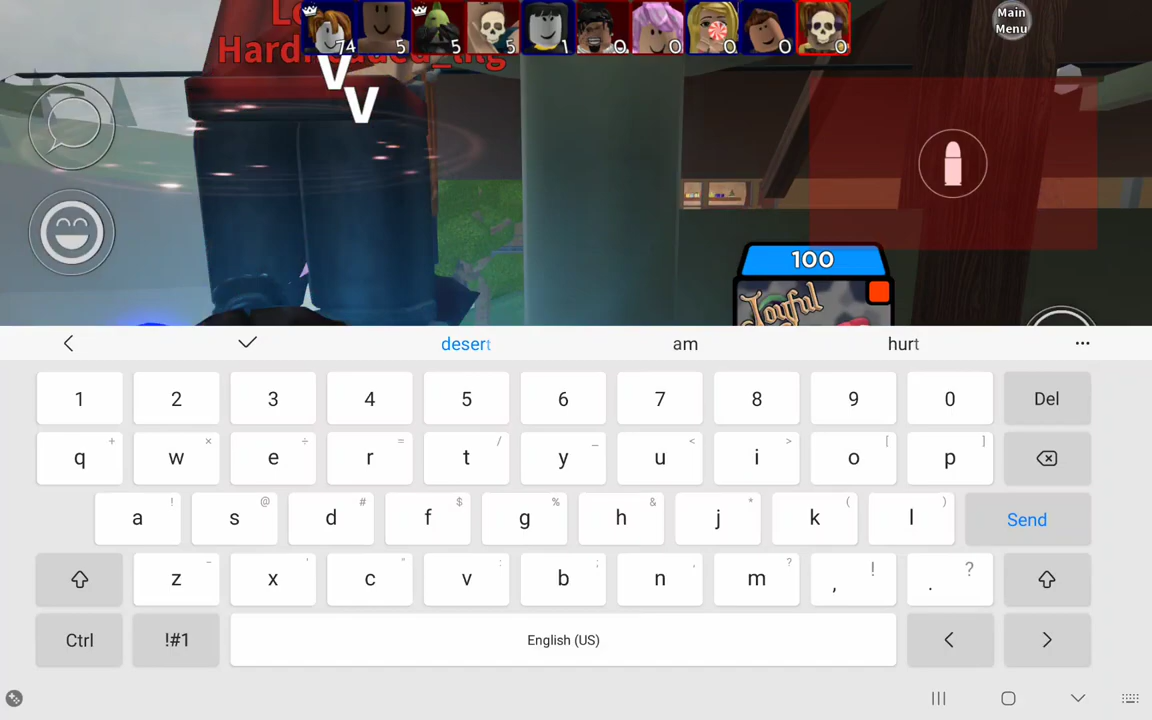 Main
Menu
74 5 5 5 1 0 0 0 0 0
V
V
100
Joyful
desert am hurt ...
1 2 3 4 5 6 7 8 9 0 Del
+ × ÷ = / _ < > [ ]
q w e r t y u i o p
! @ # $ % & * ( )
a s d f g h j k l Send
- ' " : ; , ? ! ?
z x c v b n m , .
Ctrl !#1 English (US) < >